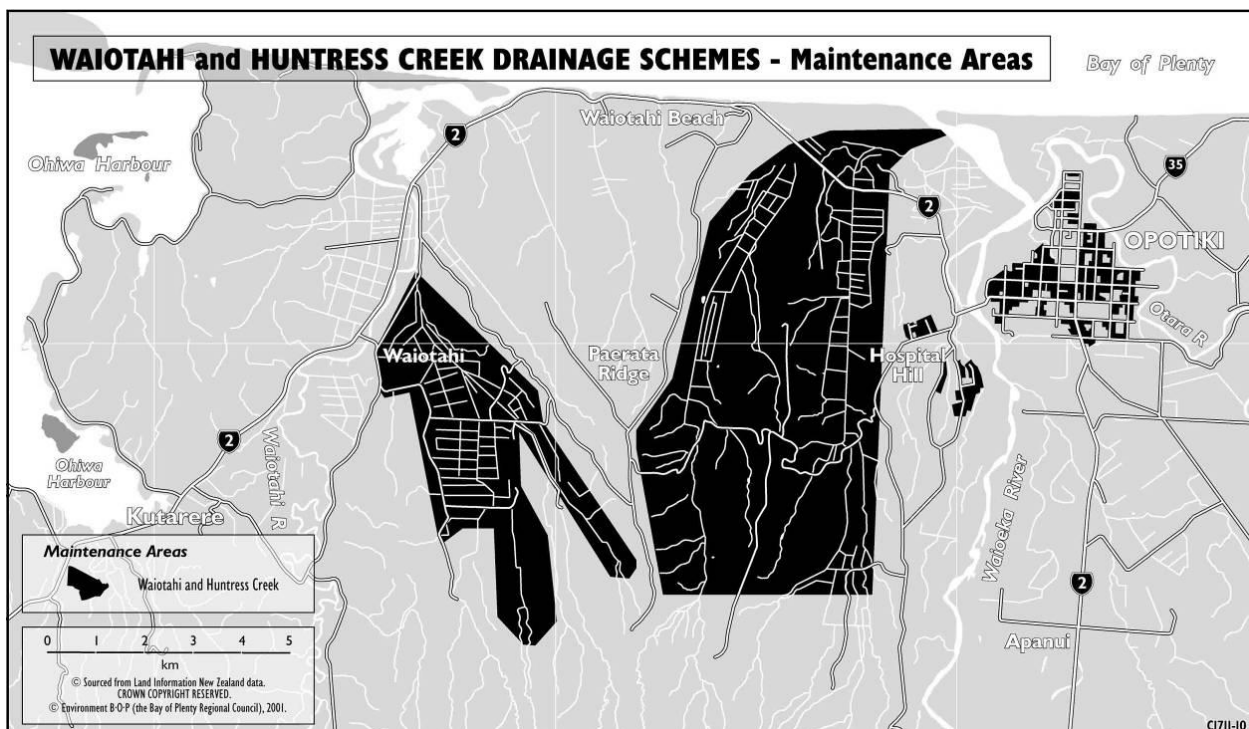 WAIOTAHI and HUNTRESS CREEK DRAINAGE SCHEMES - Maintenance Areas
Bay of Plenty
Waiotahi Beach
2
Ohiwa Harbour
35
2
OPOTIKI
Otara R
Waiotahi
Paerata
Ridge
Hospital
Hill
2
Waiotahi R
Ohiwa
Harbour
Kutarere
Waioeka River
2
Apanui
Maintenance Areas
Waiotahi and Huntress Creek
0 1 2 3 4 5
km
© Sourced from Land Information New Zealand data.
CROWN COPYRIGHT RESERVED.
© Environment B·O·P (the Bay of Plenty Regional Council), 2001.
C1711-10